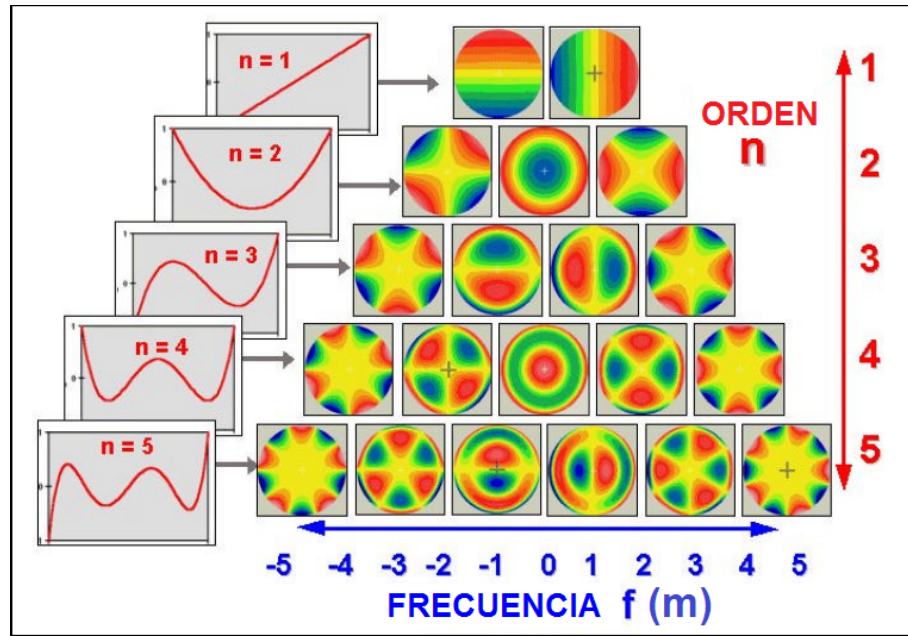 n = 1
n = 2
n = 3
n = 4
n = 5
ORDEN
n
1
2
3
4
5
-5 -4 -3 -2 -1 0 1 2 3 4 5
FRECUENCIA f (m)